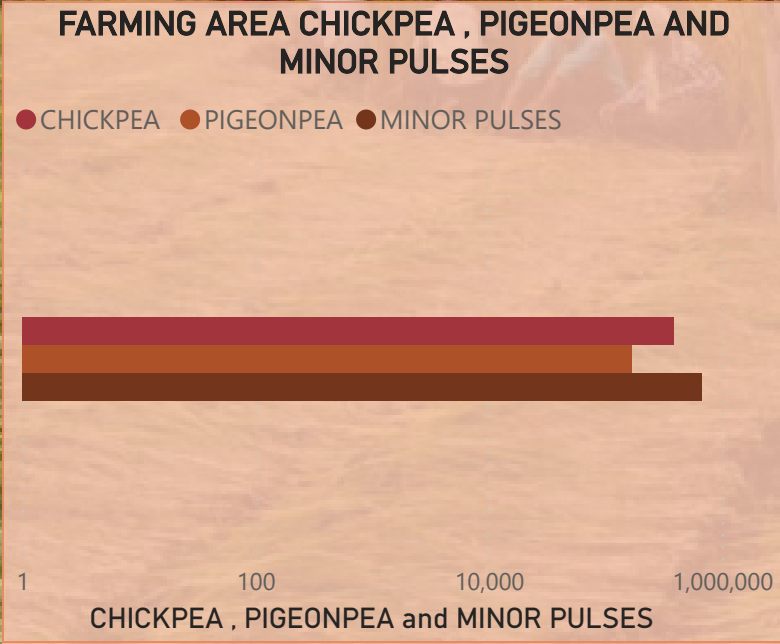 FARMING AREA CHICKPEA , PIGEONPEA AND
MINOR PULSES
CHICKPEA PIGEONPEA MINOR PULSES
1 100 10,000 1,000,000
CHICKPEA , PIGEONPEA and MINOR PULSES